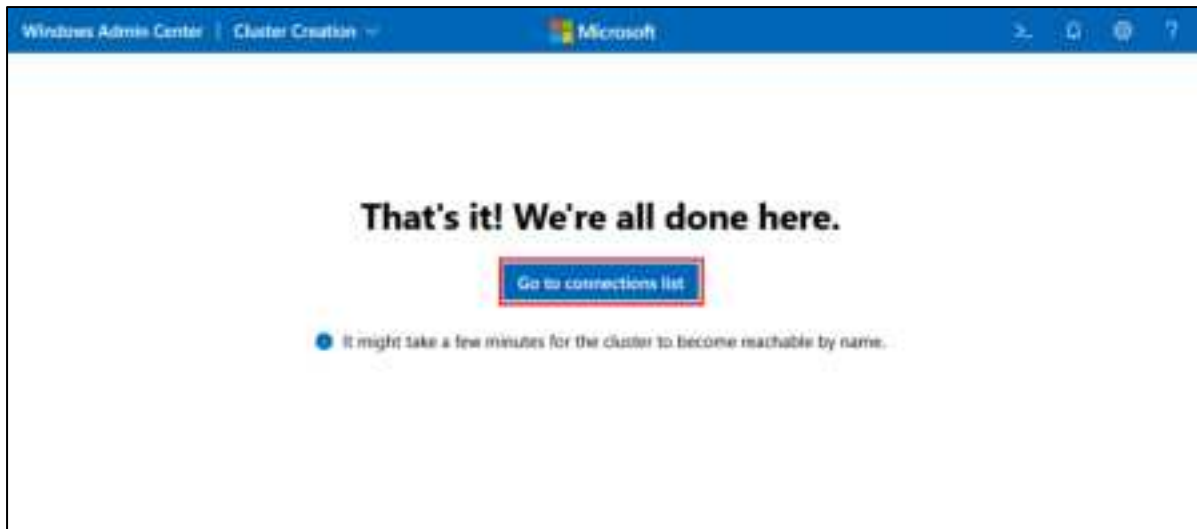 Windows Admin Center | Cluster Creation
Microsoft
>_ ?
That's it! We're all done here.
Go to connections list
It might take a few minutes for the cluster to become reachable by name.